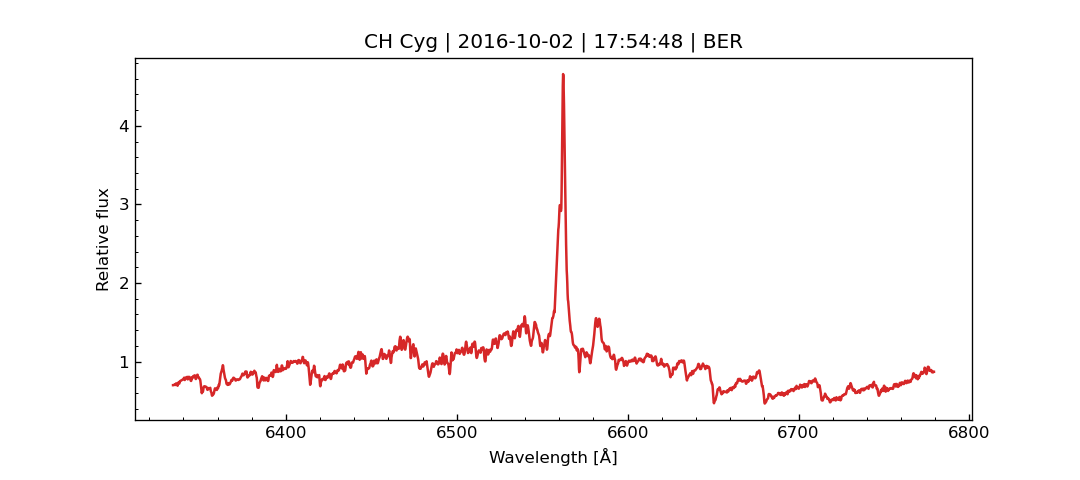 CH Cyg | 2016-10-02 | 17:54:48 | BER
4
3
2
1
Relative flux
6400 6500 6600 6700 6800
Wavelength [Å]